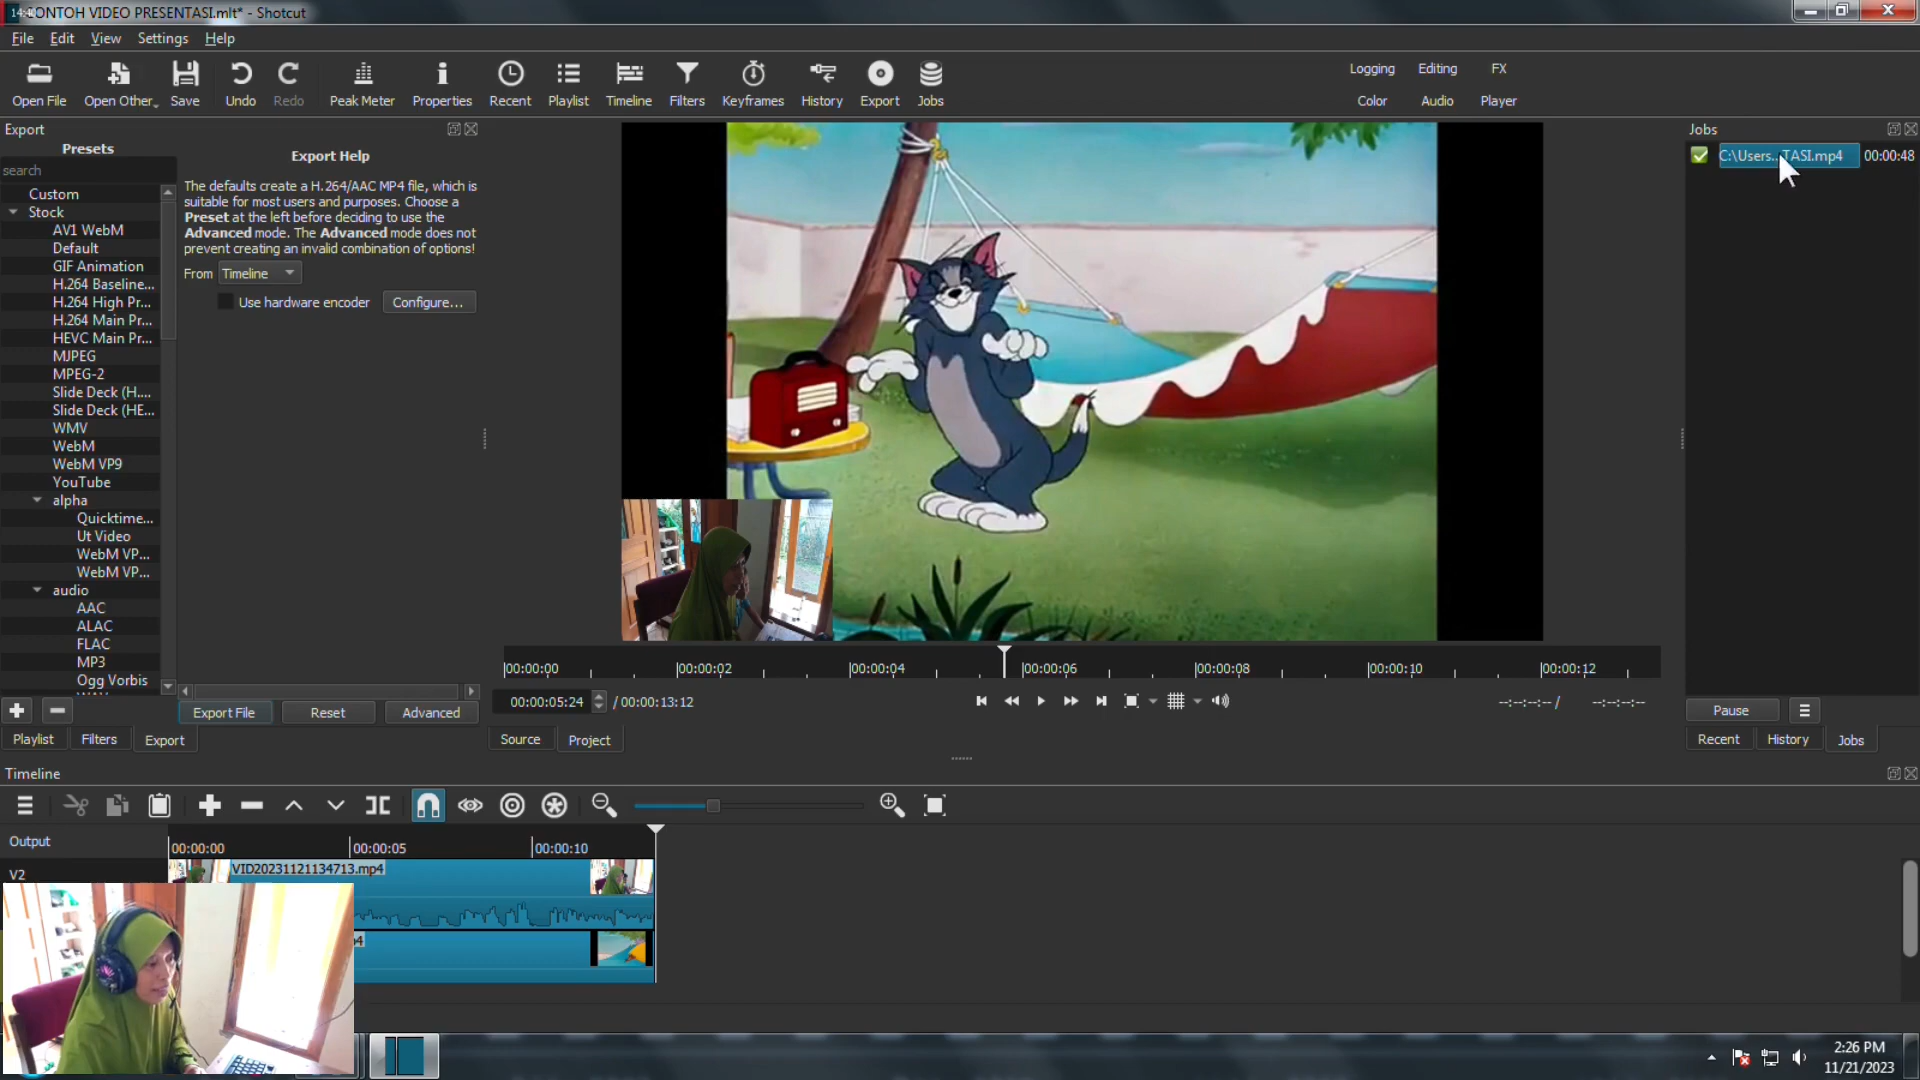 CONTOH VIDEO PRESENTASI.mlt* - Shotcut
File Edit View Settings Help
Open File Open Other... Save Undo Redo Peak Meter Properties Recent Playlist Timeline Filters Keyframes History Export Jobs
Logging Editing FX
Color Audio Player
Export
Presets
search
Custom
Stock
AV1 WebM
Default
GIF Animation
H.264 Baseline...
H.264 High Pr...
H.264 Main Pr...
HEVC Main Pr...
MJPEG
MPEG-2
Slide Deck (H....
Slide Deck (HE...
WMV
WebM
WebM VP9
YouTube
alpha
Quicktime...
Ut Video
WebM VP...
WebM VP...
audio
AAC
ALAC
FLAC
MP3
Ogg Vorbis
Export Help
The defaults create a H.264/AAC MP4 file, which is
suitable for most users and purposes. Choose a
Preset at the left before deciding to use the
Advanced mode. The Advanced mode does not
prevent creating an invalid combination of options!
From Timeline
Use hardware encoder Configure...
Export File Reset Advanced
Playlist Filters Export
00:00:00 00:00:02 00:00:04 00:00:06 00:00:08 00:00:10 00:00:12
00:00:05:24 / 00:00:13:12
--:--:--:-- / --:--:--:--
Source Project
Jobs
C:\Users...TASI.mp4 00:00:48
Pause
Recent History Jobs
Timeline
Output
00:00:00 00:00:05 00:00:10
V2
VID20231121134713.mp4
2:26 PM
11/21/2023